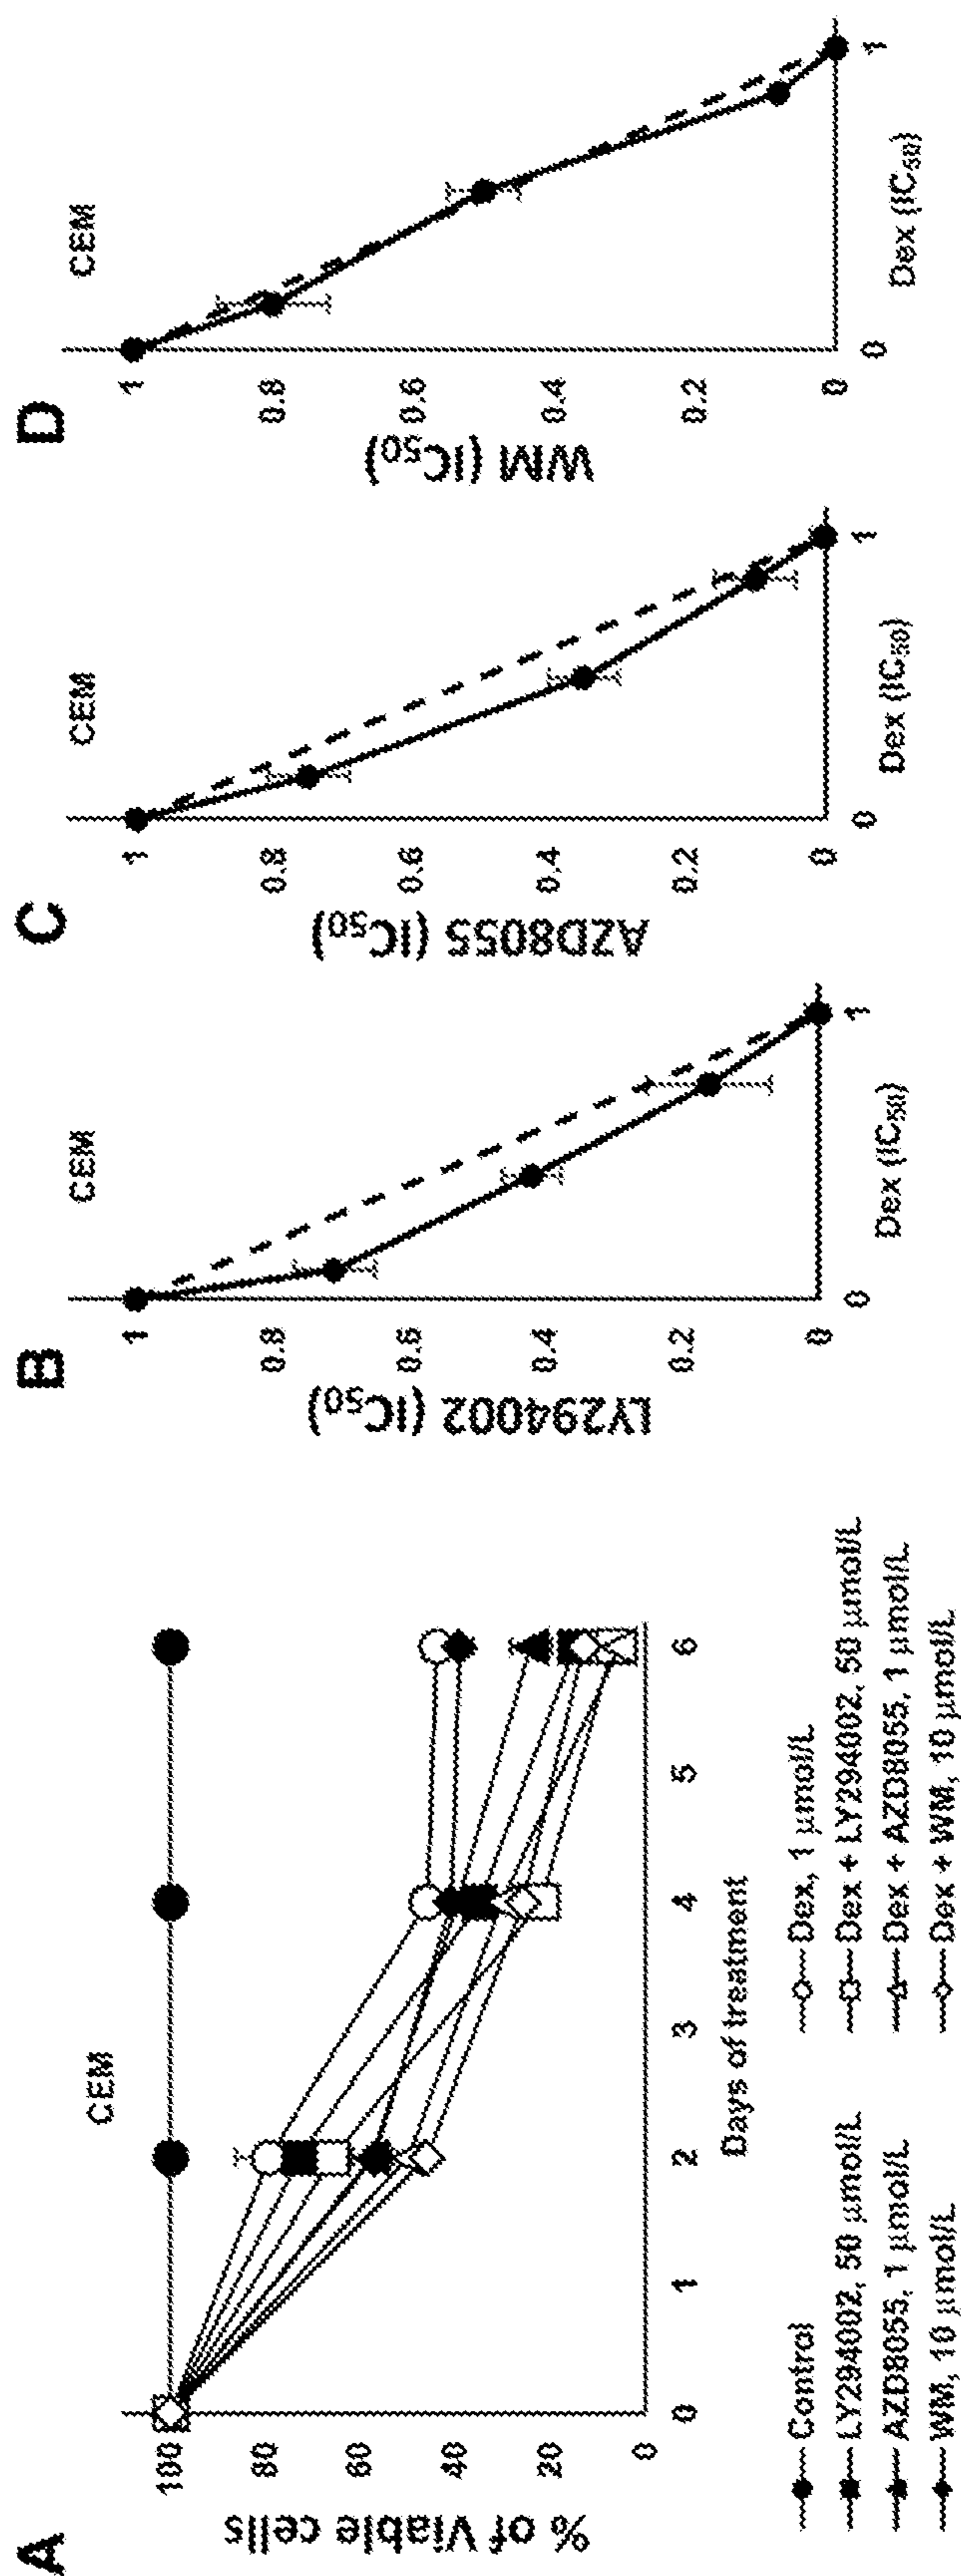 A
CEM
% of Viable cells
100
80
60
40
20
0
0 1 2 3 4 5 6
Days of treatment
Control
LY294002, 50 μmol/L
AZD8055, 1 μmol/L
WM, 10 μmol/L
Dex, 1 μmol/L
Dex + LY294002, 50 μmol/L
Dex + AZD8055, 1 μmol/L
Dex + WM, 10 μmol/L
B
CEM
LY294002 (IC50)
1
0.8
0.6
0.4
0.2
0
0 1
Dex (IC50)
C
CEM
AZD8055 (IC50)
1
0.8
0.6
0.4
0.2
0
0 1
Dex (IC50)
D
CEM
WM (IC50)
1
0.8
0.6
0.4
0.2
0
0 1
Dex (IC50)